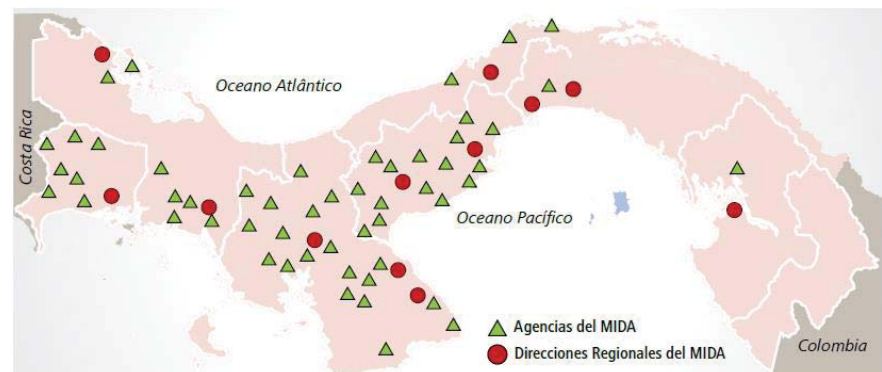 Oceano Atlântico
Costa Rica
Oceano Pacífico
Agencias del MIDA
Direcciones Regionales del MIDA
Colombia